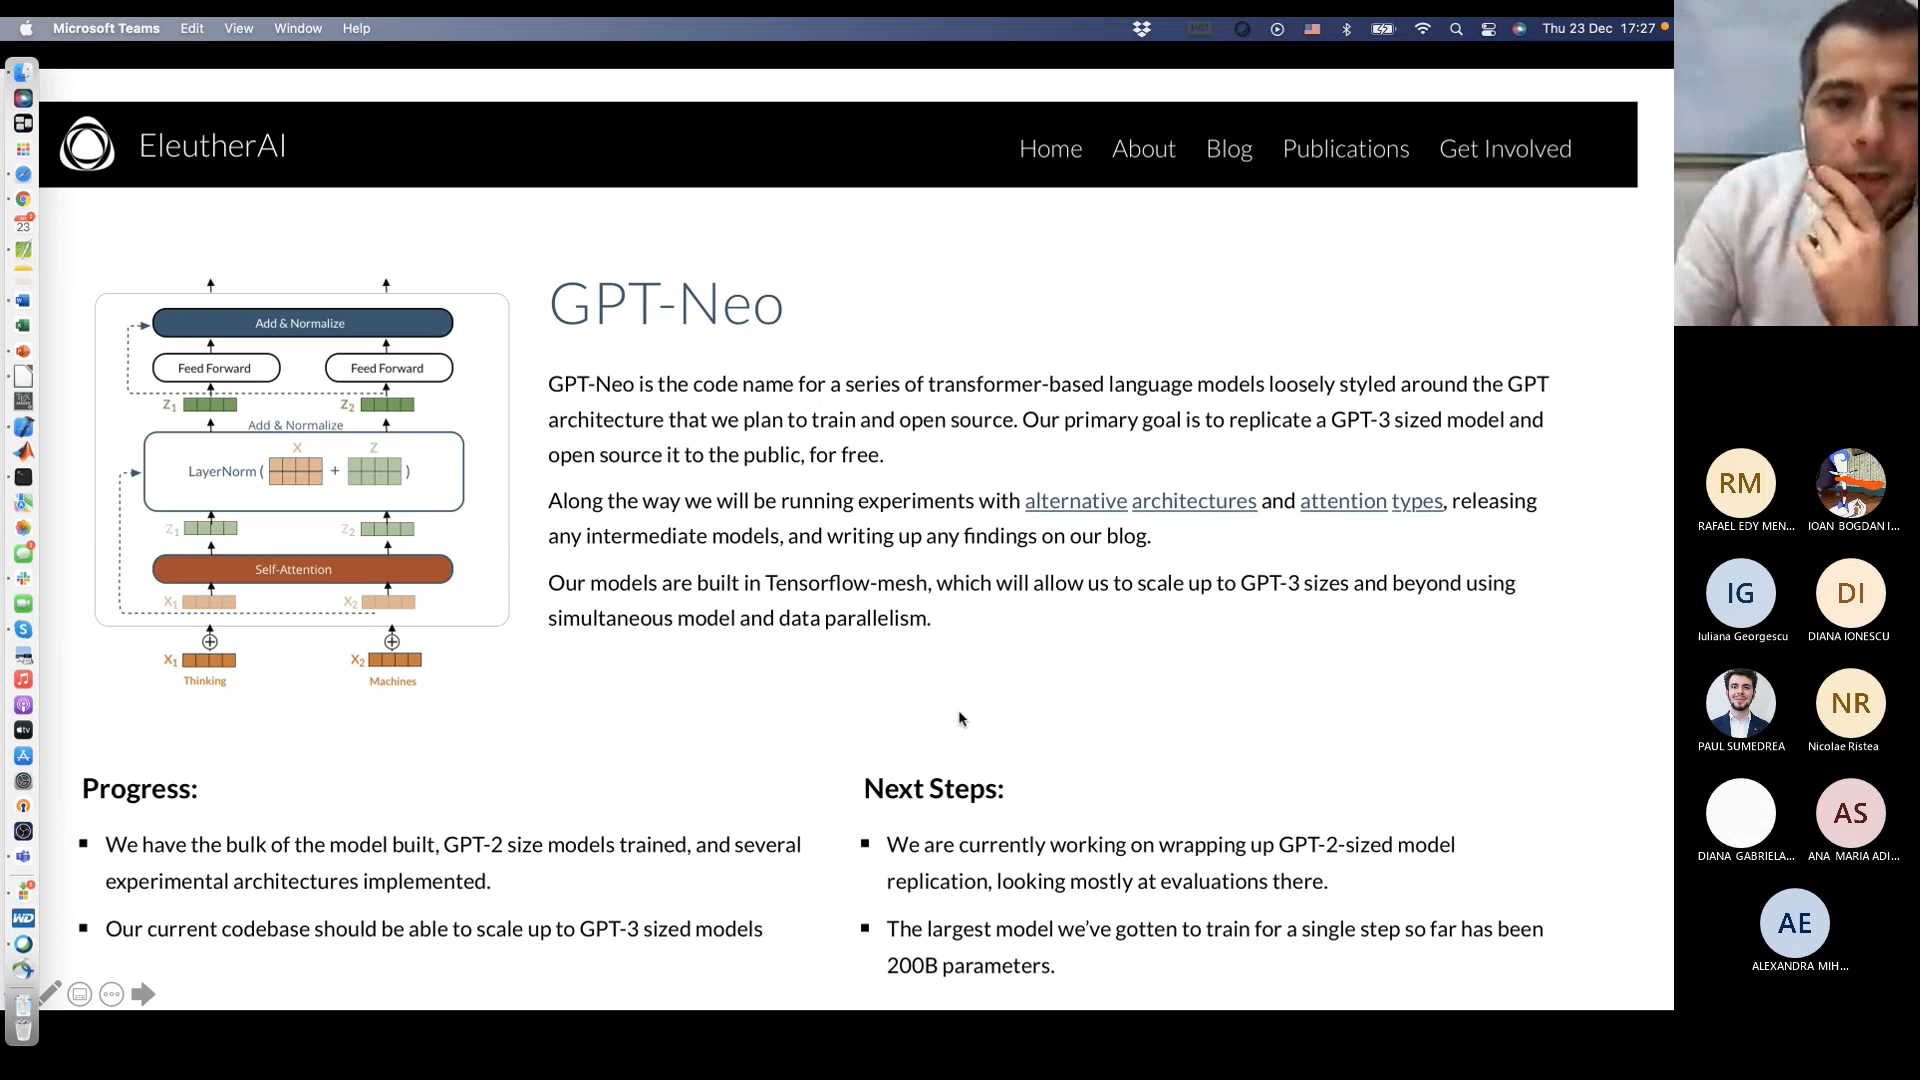 Microsoft Teams Edit View Window Help
Thu 23 Dec 17:27
EleutherAI
Home About Blog Publications Get Involved
Add & Normalize
Feed Forward Feed Forward
Z1 Z2
Add & Normalize
X Z
LayerNorm ( + )
Z1 Z2
Self-Attention
X1 X2
X1 X2
Thinking Machines
GPT-Neo
GPT-Neo is the code name for a series of transformer-based language models loosely styled around the GPT
architecture that we plan to train and open source. Our primary goal is to replicate a GPT-3 sized model and
open source it to the public, for free.
Along the way we will be running experiments with alternative architectures and attention types, releasing
any intermediate models, and writing up any findings on our blog.
Our models are built in Tensorflow-mesh, which will allow us to scale up to GPT-3 sizes and beyond using
simultaneous model and data parallelism.
Progress:
We have the bulk of the model built, GPT-2 size models trained, and several
experimental architectures implemented.
Our current codebase should be able to scale up to GPT-3 sized models
Next Steps:
We are currently working on wrapping up GPT-2-sized model
replication, looking mostly at evaluations there.
The largest model we’ve gotten to train for a single step so far has been
200B parameters.
RM
RAFAEL EDY MEN... IOAN BOGDAN I...
IG DI
Iuliana Georgescu DIANA IONESCU
NR
PAUL SUMEDREA Nicolae Ristea
AS
DIANA GABRIELA... ANA MARIA ADI...
AE
ALEXANDRA MIH...
23
WD